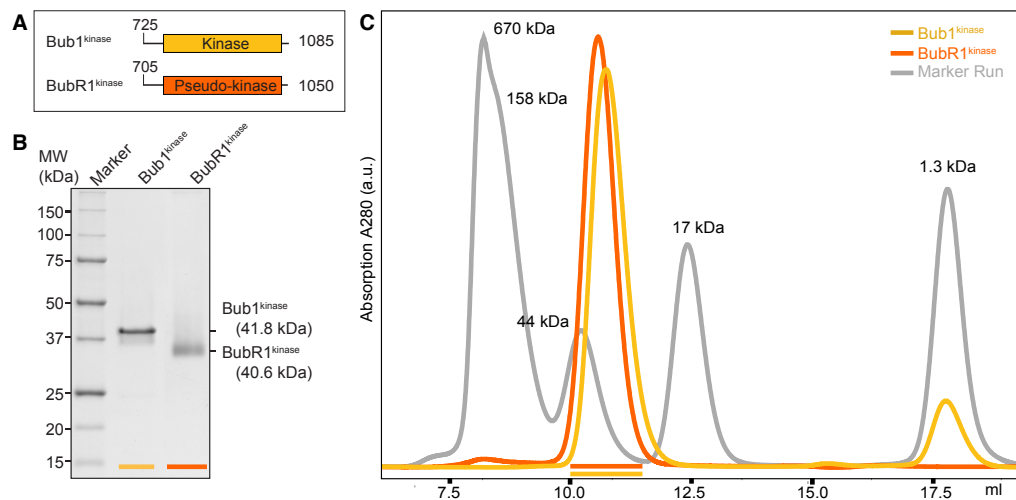 A
Bub1kinase 725 Kinase 1085
BubR1kinase 705 Pseudo-kinase 1050
B
MW
(kDa)
Marker
Bub1kinase
BubR1kinase
150
100
75
50
37
25
20
15
Bub1kinase
(41.8 kDa)
BubR1kinase
(40.6 kDa)
C
Absorption A280 (a.u.)
670 kDa
158 kDa
44 kDa
17 kDa
1.3 kDa
Bub1kinase
BubR1kinase
Marker Run
7.5 10.0 12.5 15.0 17.5 ml